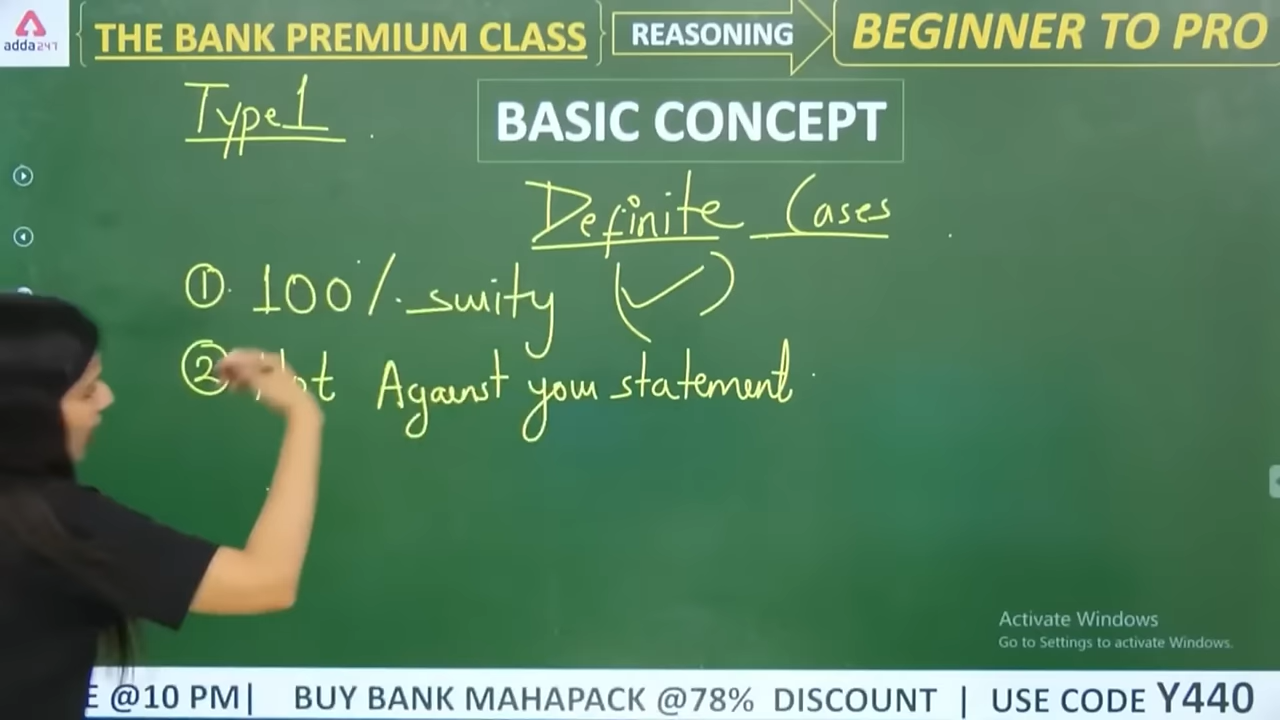 adda247
THE BANK PREMIUM CLASS
REASONING
BEGINNER TO PRO
Type 1
BASIC CONCEPT
Definite Cases
① 100% surity (✓)
② Not Against your statement
Activate Windows
Go to Settings to activate Windows.
E @10 PM| BUY BANK MAHAPACK @78% DISCOUNT | USE CODE Y440